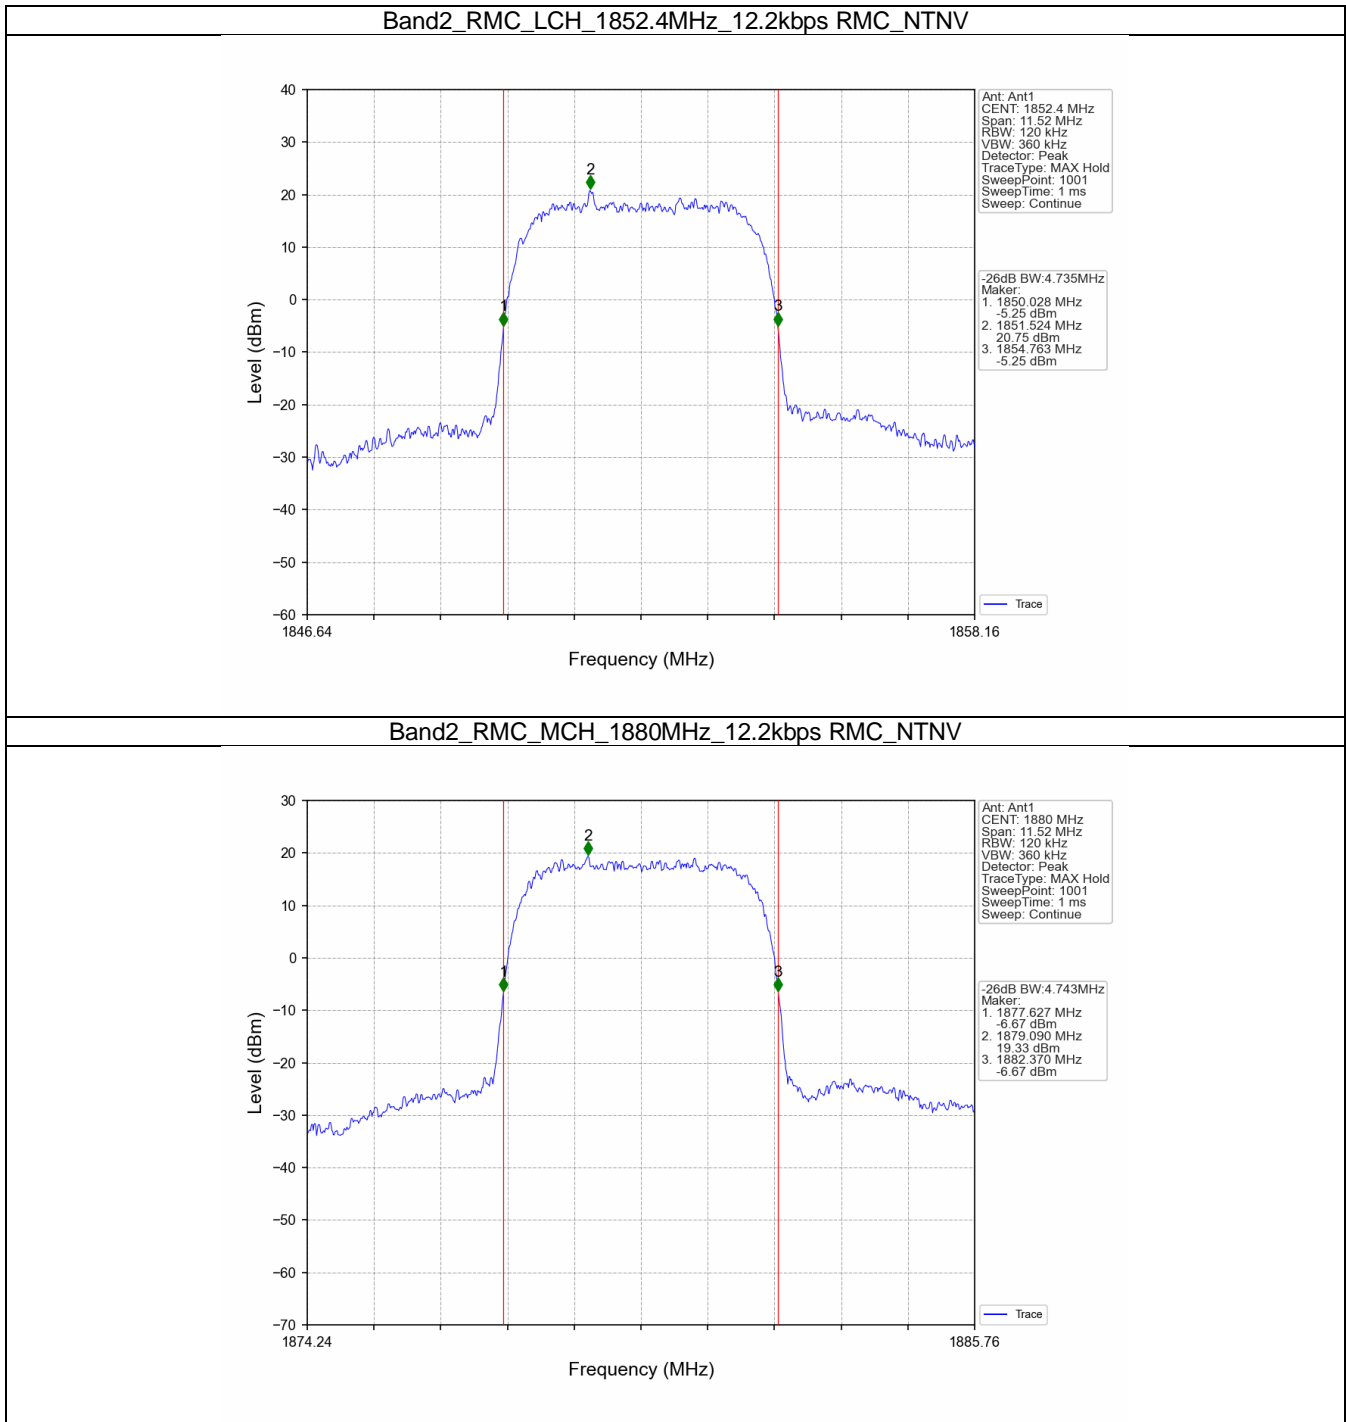 Band2_RMC_LCH_1852.4MHz_12.2kbps RMC_NTNV
40
30
20
10
0
−10
−20
−30
−40
−50
−60
Level (dBm)
1
2
3
1846.64
1858.16
Frequency (MHz)
Ant: Ant1
CENT: 1852.4 MHz
Span: 11.52 MHz
RBW: 120 kHz
VBW: 360 kHz
Detector: Peak
TraceType: MAX Hold
SweepPoint: 1001
SweepTime: 1 ms
Sweep: Continue
-26dB BW:4.735MHz
Maker:
1. 1850.028 MHz
-5.25 dBm
2. 1851.524 MHz
20.75 dBm
3. 1854.763 MHz
-5.25 dBm
Trace
Band2_RMC_MCH_1880MHz_12.2kbps RMC_NTNV
30
20
10
0
−10
−20
−30
−40
−50
−60
−70
Level (dBm)
1
2
3
1874.24
1885.76
Frequency (MHz)
Ant: Ant1
CENT: 1880 MHz
Span: 11.52 MHz
RBW: 120 kHz
VBW: 360 kHz
Detector: Peak
TraceType: MAX Hold
SweepPoint: 1001
SweepTime: 1 ms
Sweep: Continue
-26dB BW:4.743MHz
Maker:
1. 1877.627 MHz
-6.67 dBm
2. 1879.090 MHz
19.33 dBm
3. 1882.370 MHz
-6.67 dBm
Trace